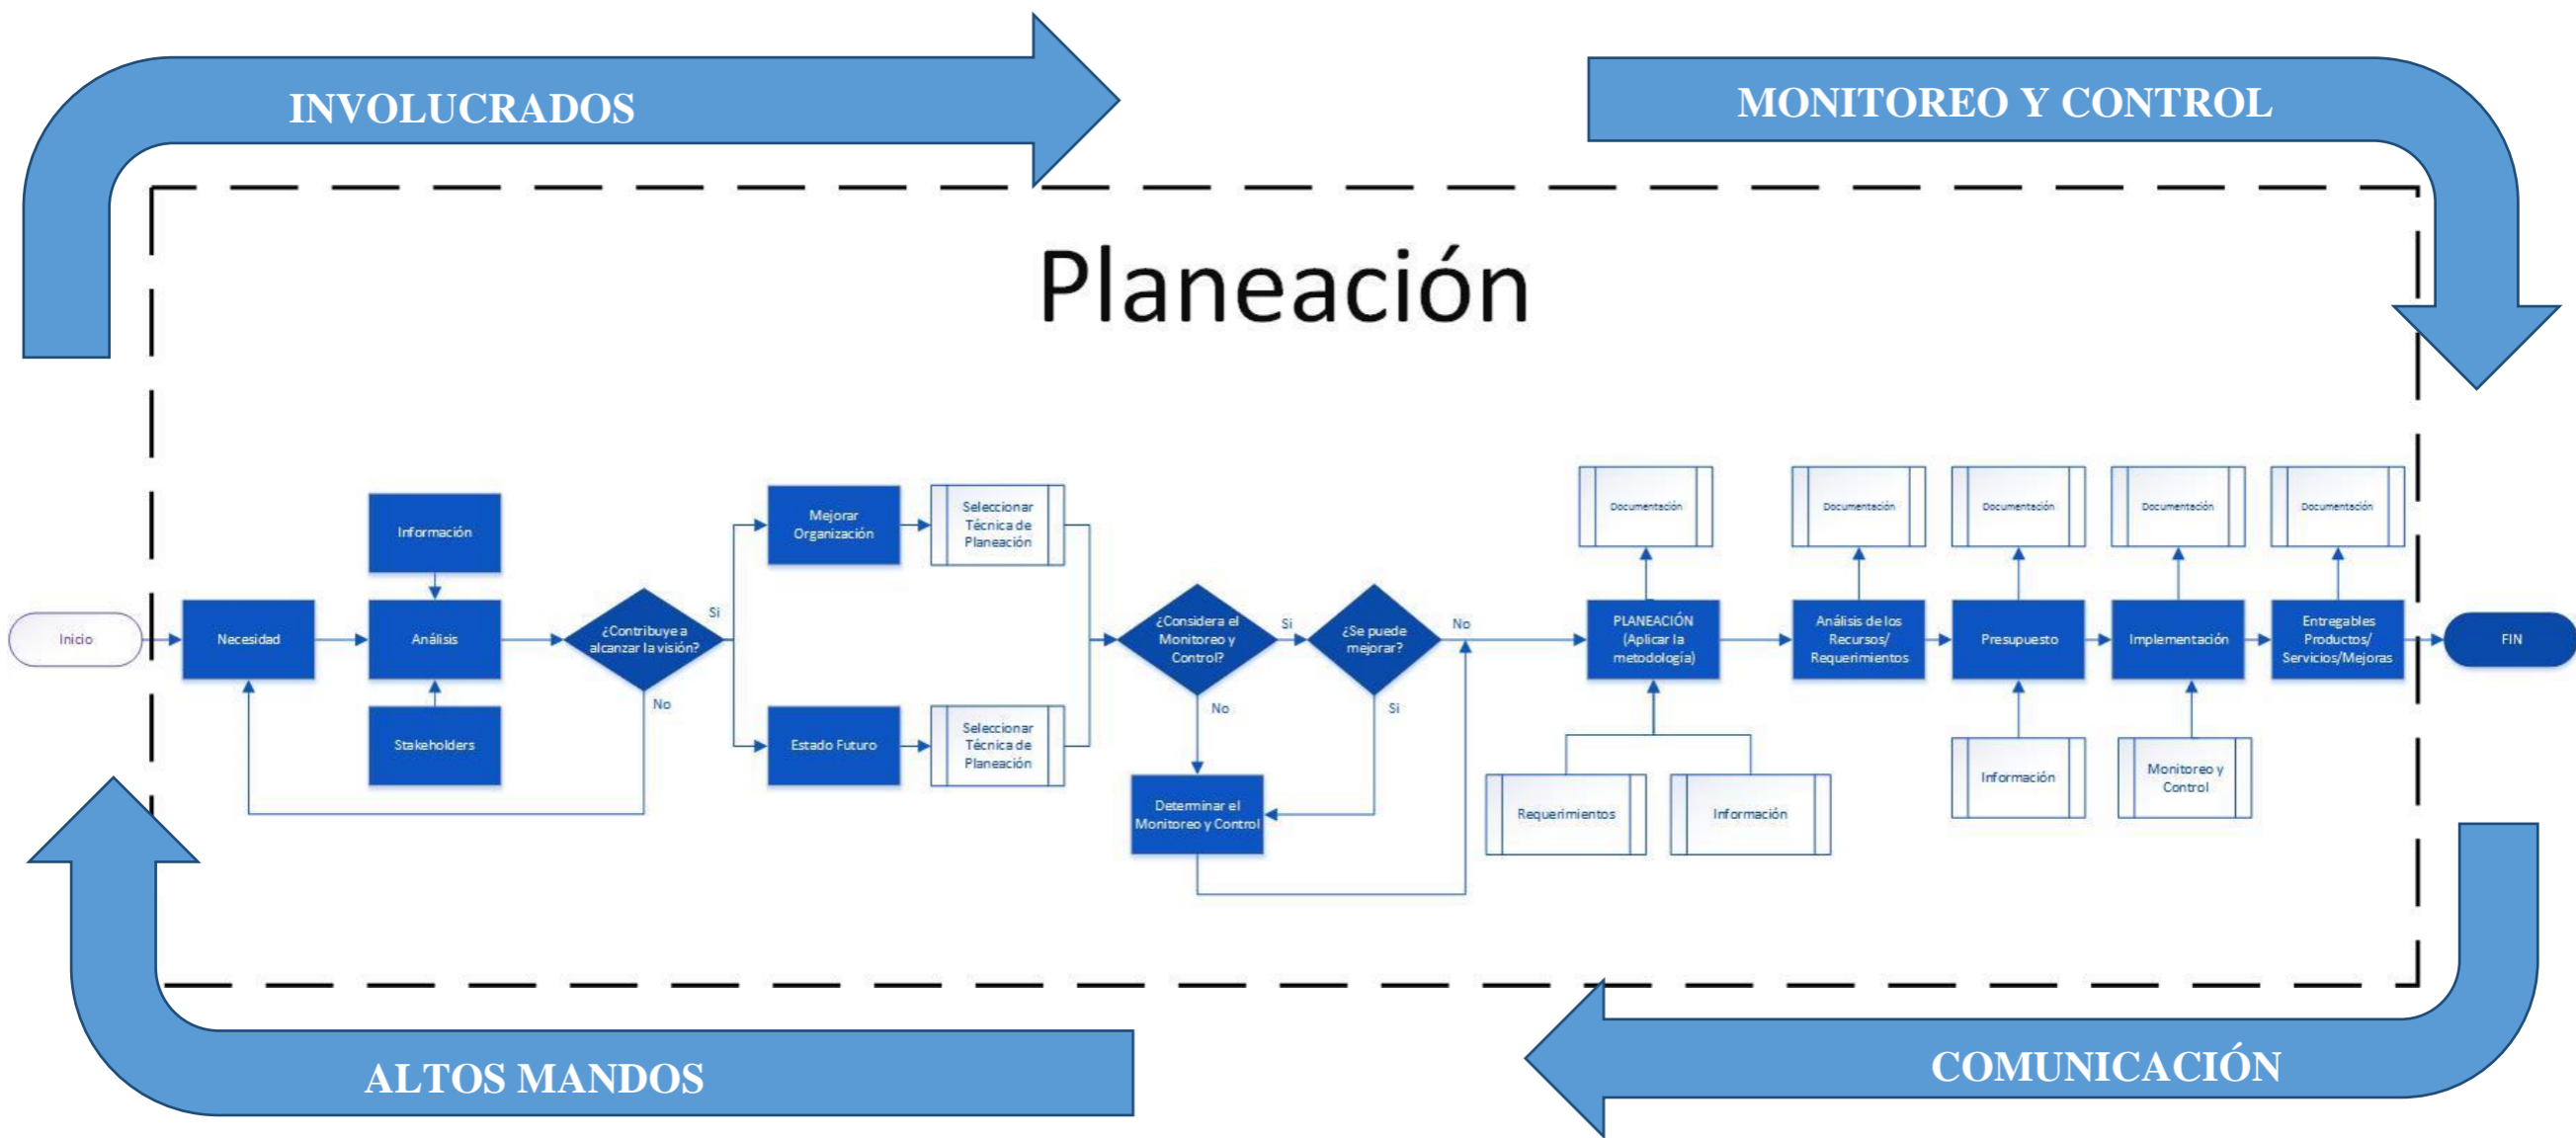 INVOLUCRADOS
MONITOREO Y CONTROL
Planeación
Inicio
Necesidad
Información
Análisis
Stakeholders
¿Contribuye a
alcanzar la visión?
Si
No
Mejorar
Organización
Seleccionar
Técnica de
Planeación
Estado Futuro
Seleccionar
Técnica de
Planeación
¿Considera el
Monitoreo y
Control?
Si
No
¿Se puede
mejorar?
No
Si
Determinar el
Monitoreo y Control
Documentación
PLANEACIÓN
(Aplicar la
metodología)
Requerimientos
Información
Documentación
Análisis de los
Recursos/
Requerimientos
Documentación
Presupuesto
Información
Documentación
Implementación
Monitoreo y
Control
Documentación
Entregables
Productos/
Servicios/Mejoras
FIN
ALTOS MANDOS
COMUNICACIÓN